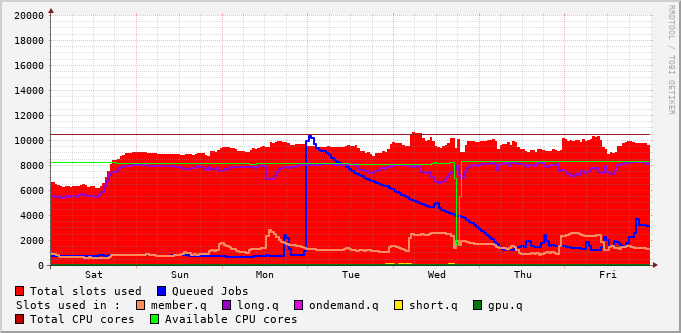 20000
18000
16000
14000
12000
10000
8000
6000
4000
2000
0
Sat Sun Mon Tue Wed Thu Fri
Total slots used Queued Jobs
Slots used in : member.q long.q ondemand.q short.q gpu.q
Total CPU cores Available CPU cores
RRDTOOL / TOBI OETIKER